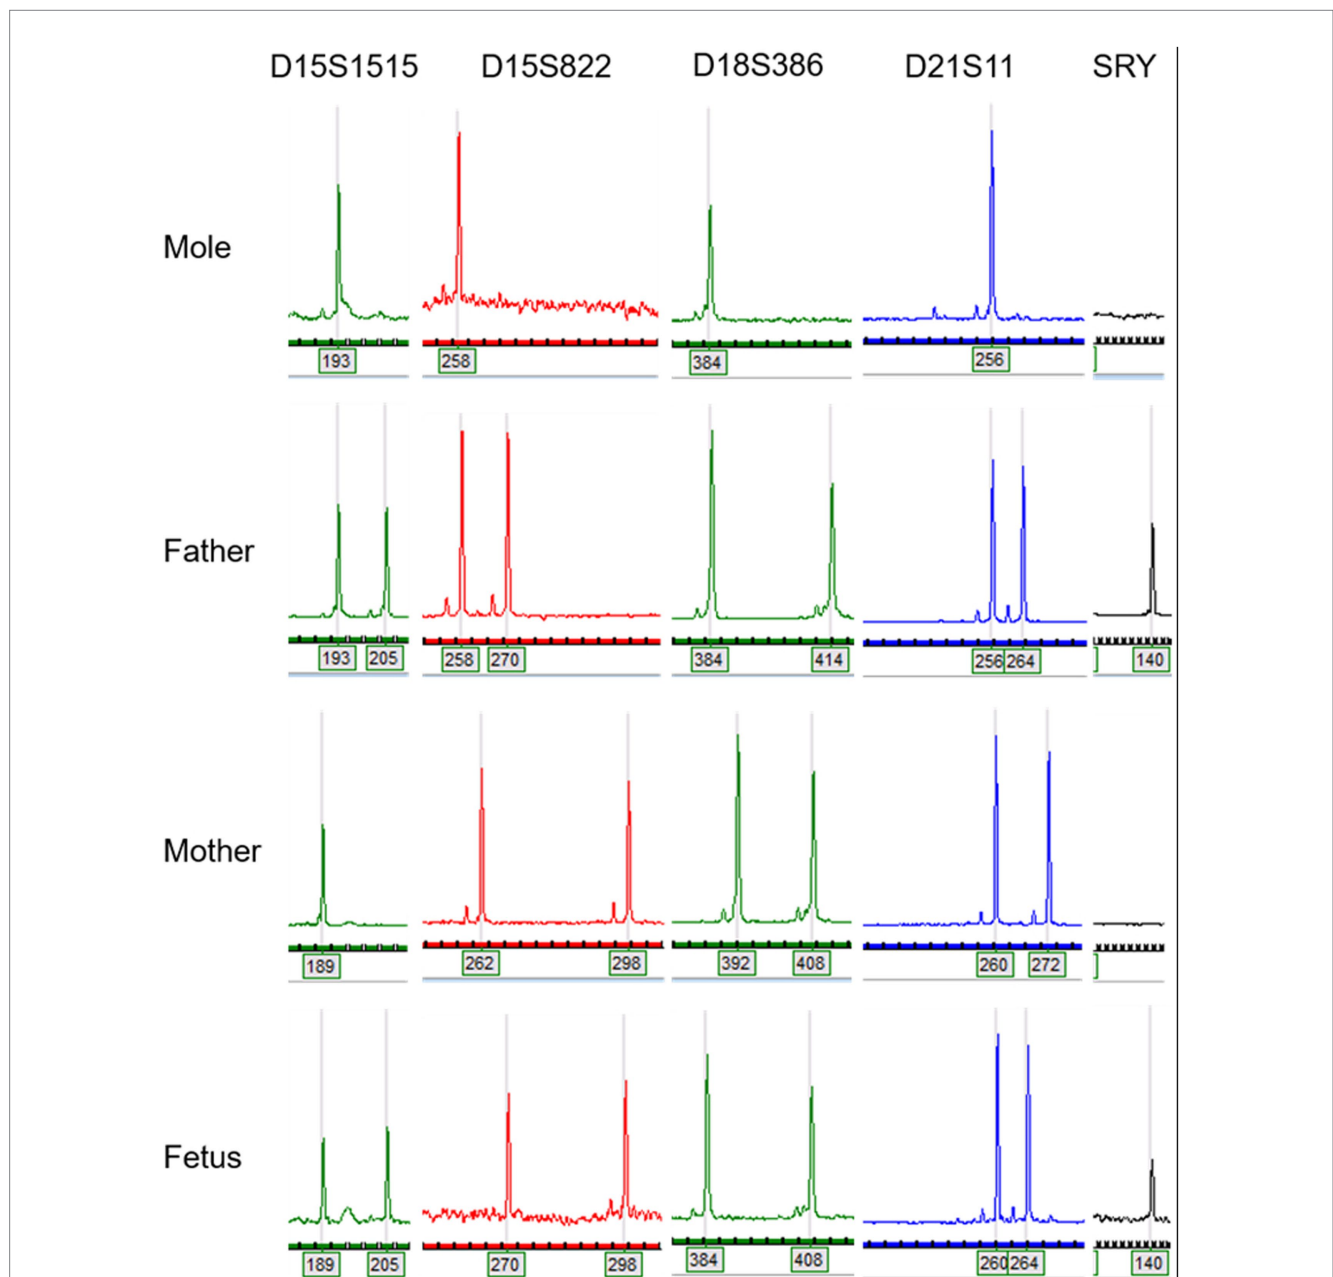 D15S1515 D15S822 D18S386 D21S11 SRY
Mole
193 258 384 256
Father
193 205 258 270 384 414 256 264 140
Mother
189 262 298 392 408 260 272
Fetus
189 205 270 298 384 408 260 264 140